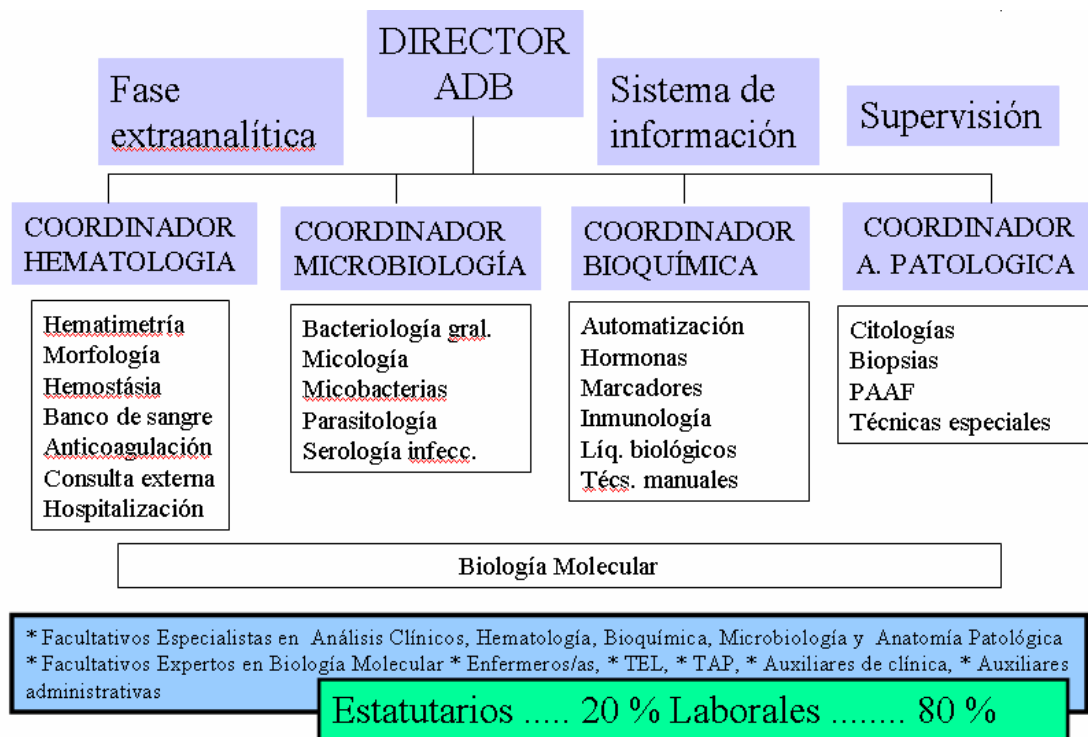 DIRECTOR
ADB
Fase
extraanalítica
Sistema de
información
Supervisión
COORDINADOR
HEMATOLOGIA
COORDINADOR
MICROBIOLOGÍA
COORDINADOR
BIOQUÍMICA
COORDINADOR
A. PATOLOGICA
Hematimetría
Morfología
Hemostásia
Banco de sangre
Anticoagulación
Consulta externa
Hospitalización
Bacteriología gral.
Micología
Micobacterias
Parasitología
Serología infecc.
Automatización
Hormonas
Marcadores
Inmunología
Líq. biológicos
Técs. manuales
Citologías
Biopsias
PAAF
Técnicas especiales
Biología Molecular
* Facultativos Especialistas en Análisis Clínicos, Hematología, Bioquímica, Microbiología y Anatomía Patológica
* Facultativos Expertos en Biología Molecular * Enfermeros/as, * TEL, * TAP, * Auxiliares de clínica, * Auxiliares
administrativas
Estatutarios ..... 20 % Laborales ........ 80 %